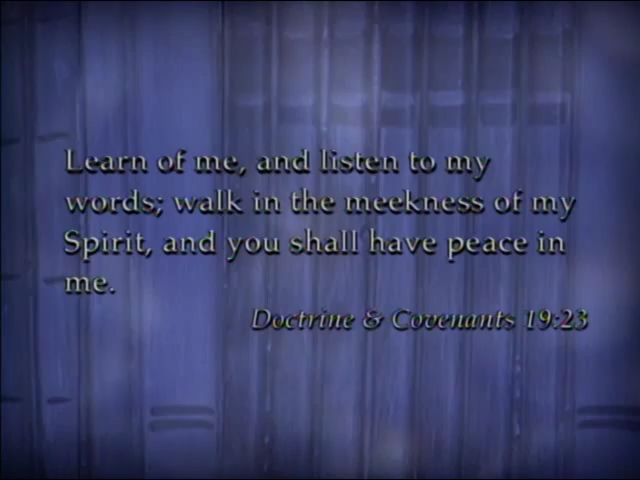 Learn of me, and listen to my
words; walk in the meekness of my
Spirit, and you shall have peace in
me.
Doctrine & Covenants 19:23